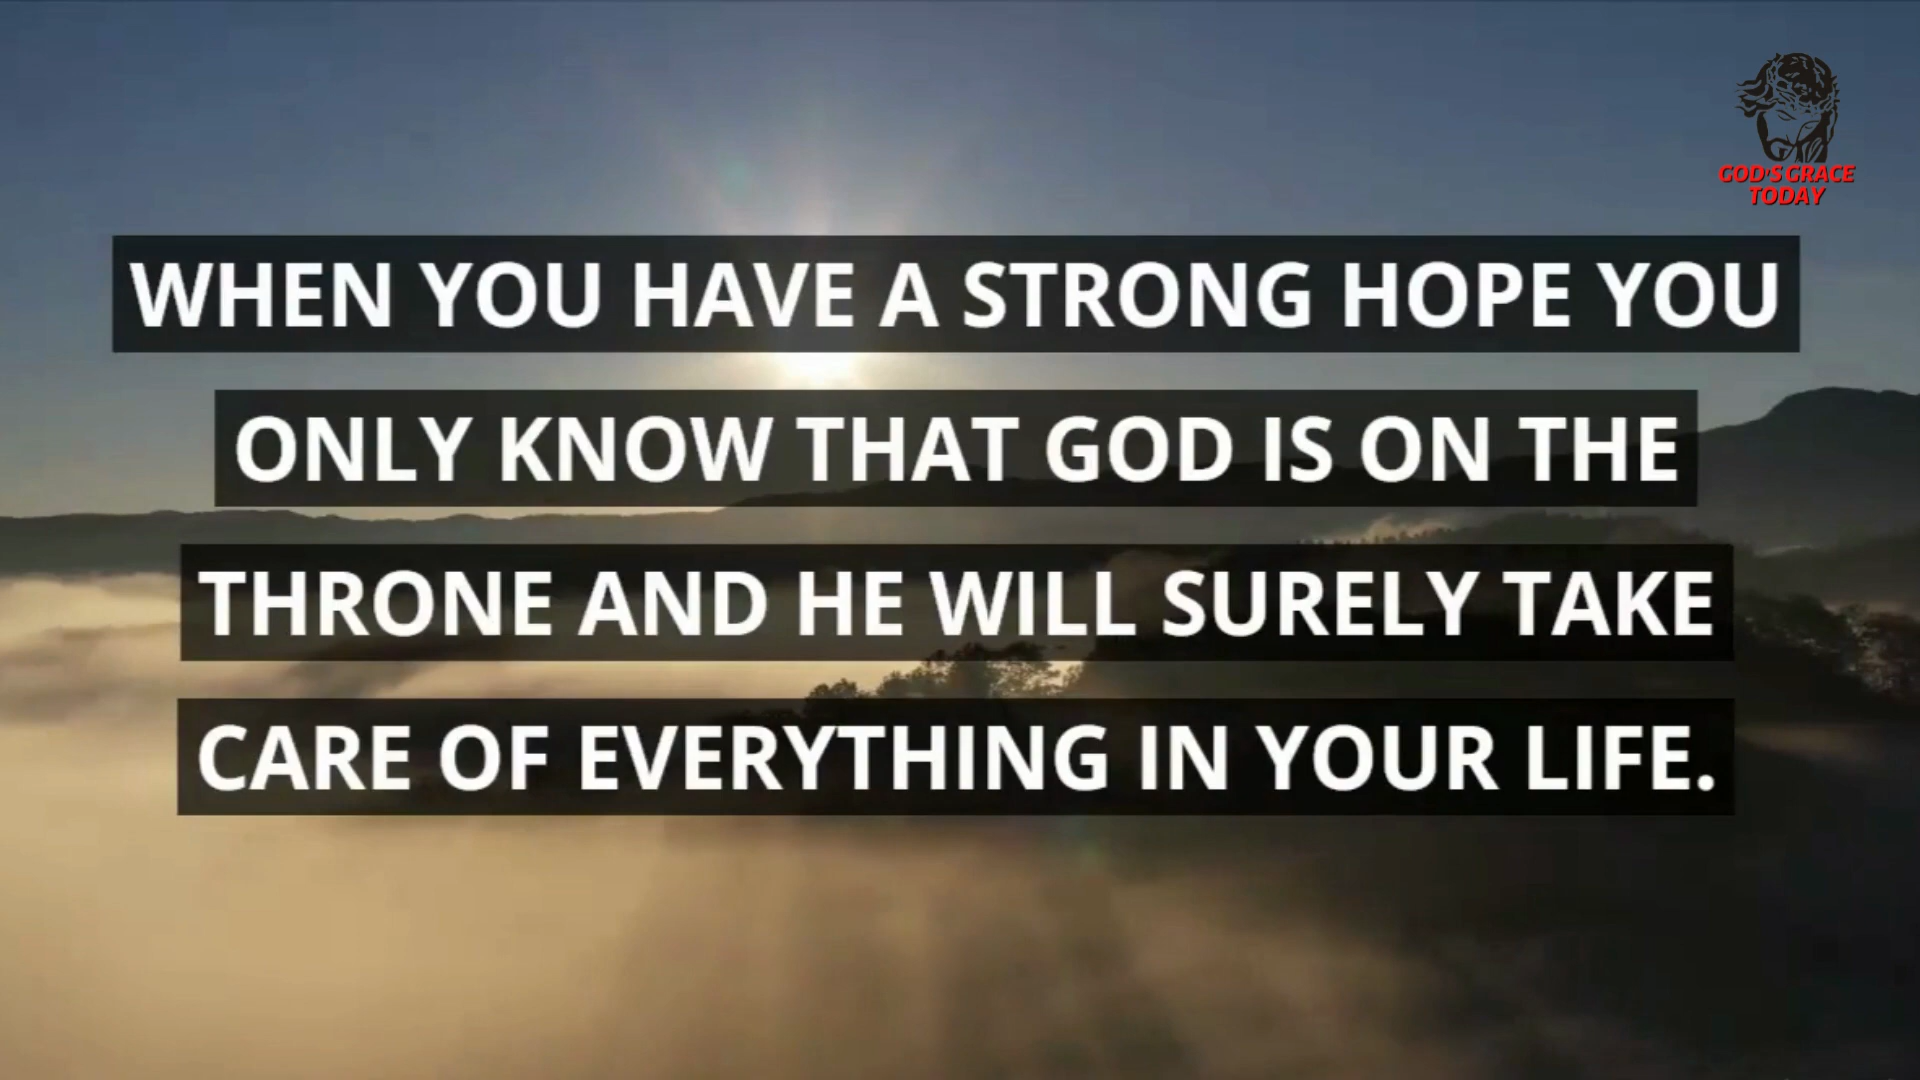 GOD'S GRACE
TODAY
WHEN YOU HAVE A STRONG HOPE YOU
ONLY KNOW THAT GOD IS ON THE
THRONE AND HE WILL SURELY TAKE
CARE OF EVERYTHING IN YOUR LIFE.